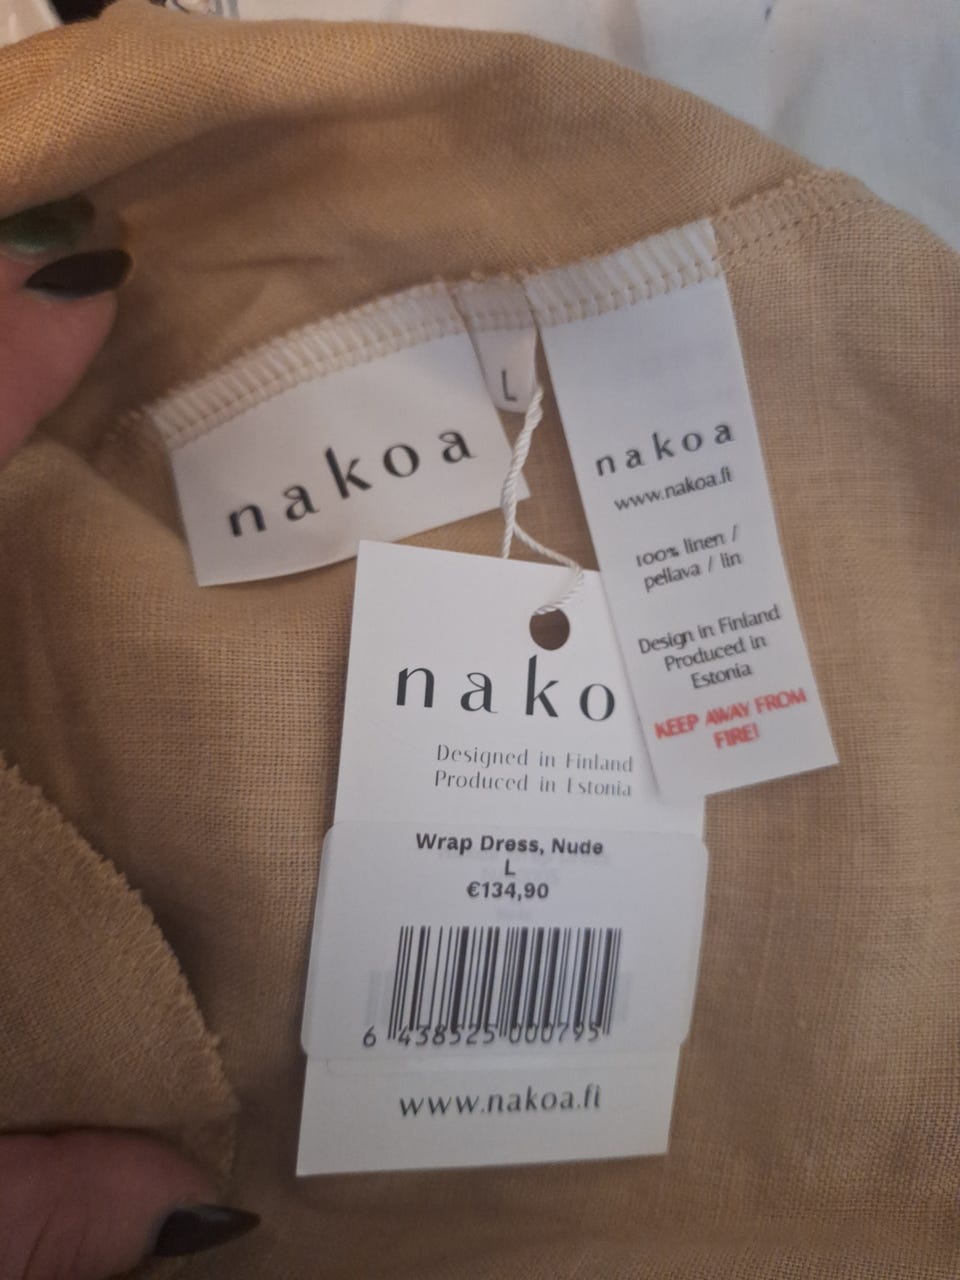 nakoa
L
nakoa
www.nakoa.fi
100% linen /
pellava / lin
Design in Finland
Produced in
Estonia
KEEP AWAY FROM
FIRE!
nako
Designed in Finland
Produced in Estonia
Wrap Dress, Nude
L
€134,90
6 438525 000795
www.nakoa.fi